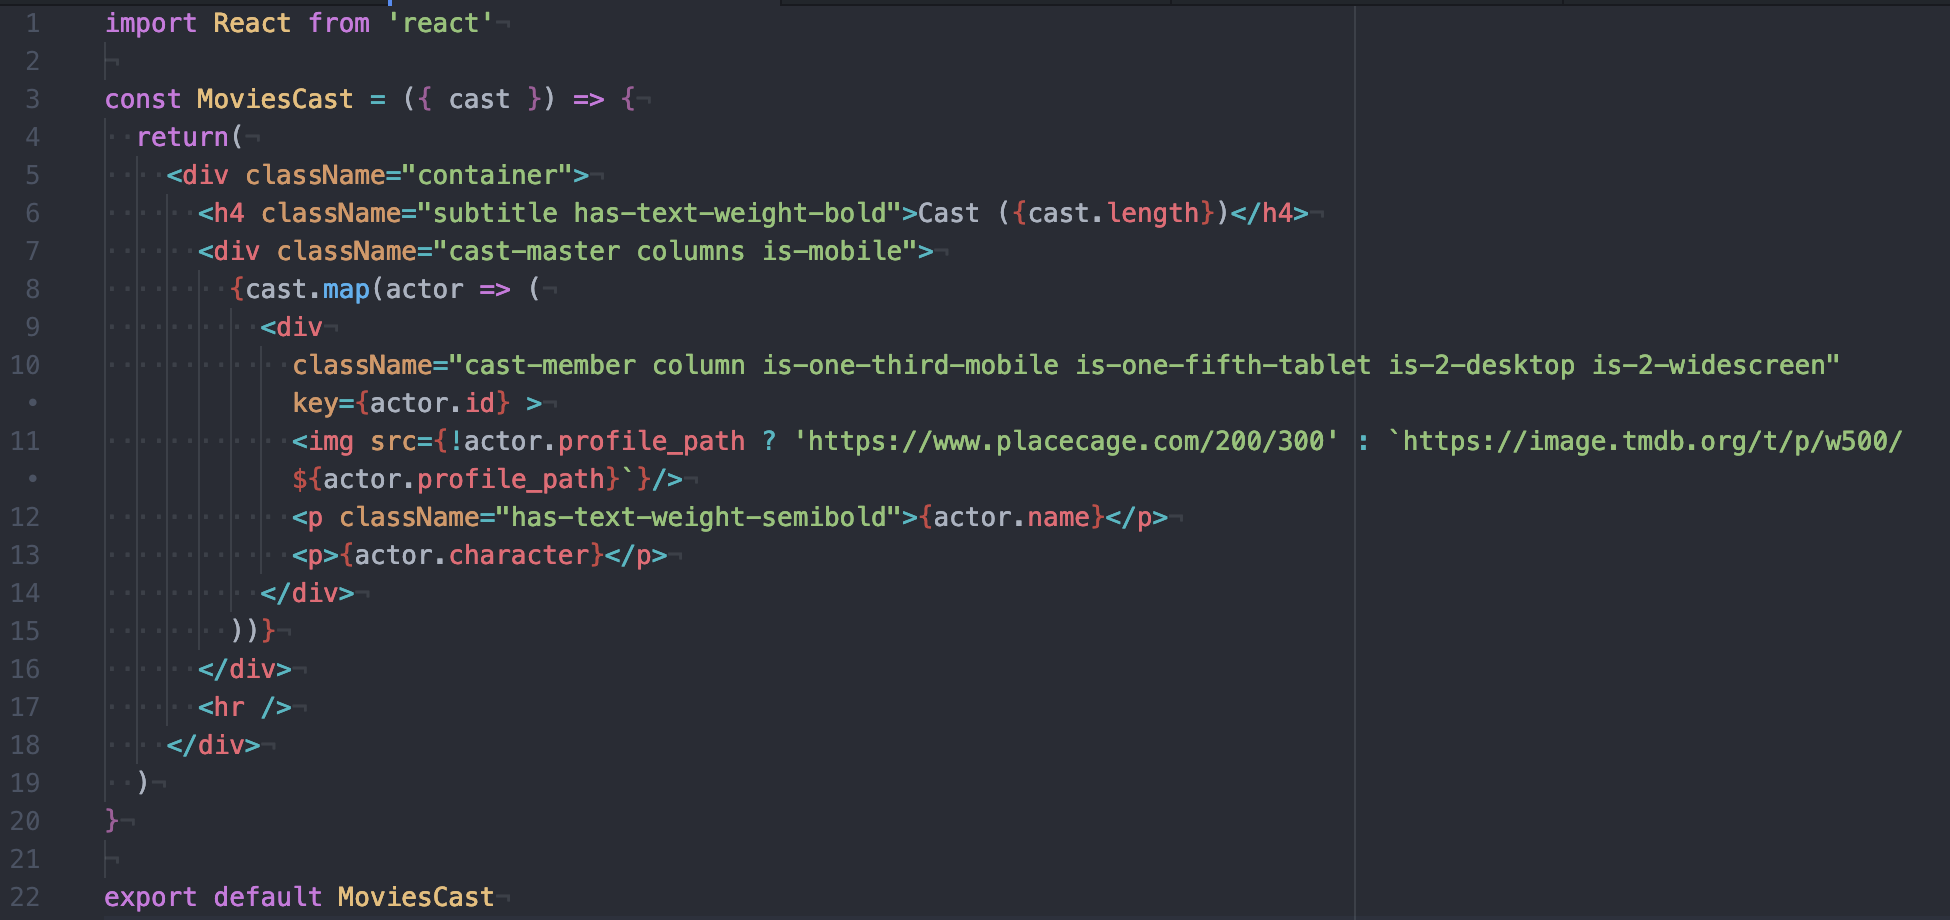 1 import React from 'react'
2
3 const MoviesCast = ({ cast }) => {
4   return(
5     <div className="container">
6       <h4 className="subtitle has-text-weight-bold">Cast ({cast.length})</h4>
7       <div className="cast-master columns is-mobile">
8         {cast.map(actor => (
9           <div
10             className="cast-member column is-one-third-mobile is-one-fifth-tablet is-2-desktop is-2-widescreen"
•             key={actor.id} >
11             <img src={!actor.profile_path ? 'https://www.placecage.com/200/300' : `https://image.tmdb.org/t/p/w500/
•             ${actor.profile_path}`}/>
12             <p className="has-text-weight-semibold">{actor.name}</p>
13             <p>{actor.character}</p>
14           </div>
15         ))}
16       </div>
17       <hr />
18     </div>
19   )
20 }
21
22 export default MoviesCast